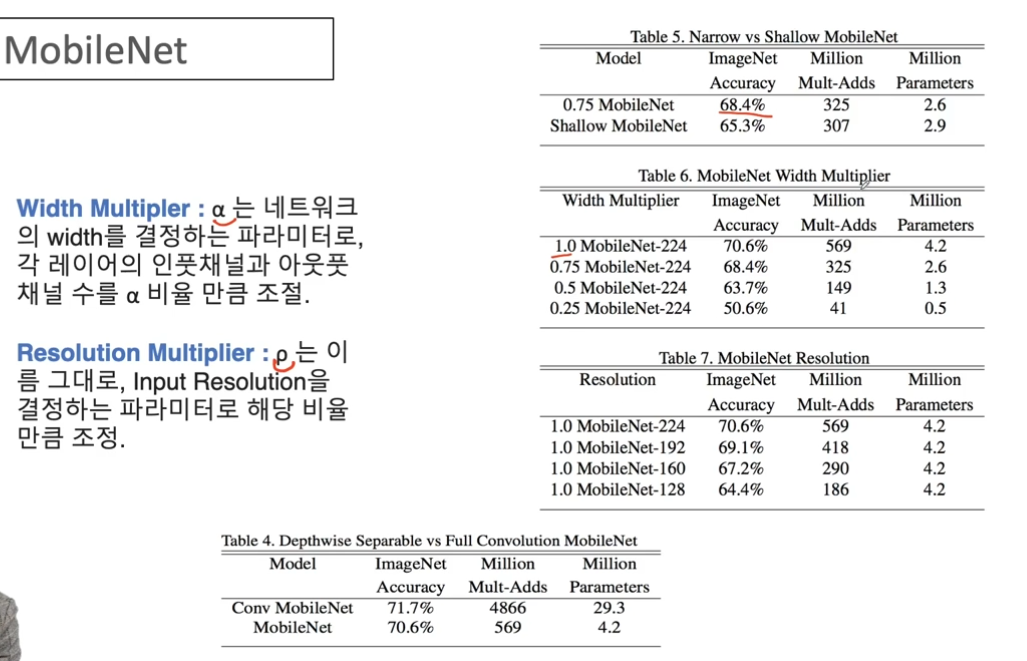 MobileNet
Width Multipler : α 는 네트워크
의 width를 결정하는 파라미터로,
각 레이어의 인풋채널과 아웃풋
채널 수를 α 비율 만큼 조절.
Resolution Multiplier : ρ 는 이
름 그대로, Input Resolution을
결정하는 파라미터로 해당 비율
만큼 조정.
Table 5. Narrow vs Shallow MobileNet
Model ImageNet Million Million
Accuracy Mult-Adds Parameters
0.75 MobileNet 68.4% 325 2.6
Shallow MobileNet 65.3% 307 2.9
Table 6. MobileNet Width Multiplier
Width Multiplier ImageNet Million Million
Accuracy Mult-Adds Parameters
1.0 MobileNet-224 70.6% 569 4.2
0.75 MobileNet-224 68.4% 325 2.6
0.5 MobileNet-224 63.7% 149 1.3
0.25 MobileNet-224 50.6% 41 0.5
Table 7. MobileNet Resolution
Resolution ImageNet Million Million
Accuracy Mult-Adds Parameters
1.0 MobileNet-224 70.6% 569 4.2
1.0 MobileNet-192 69.1% 418 4.2
1.0 MobileNet-160 67.2% 290 4.2
1.0 MobileNet-128 64.4% 186 4.2
Table 4. Depthwise Separable vs Full Convolution MobileNet
Model ImageNet Million Million
Accuracy Mult-Adds Parameters
Conv MobileNet 71.7% 4866 29.3
MobileNet 70.6% 569 4.2